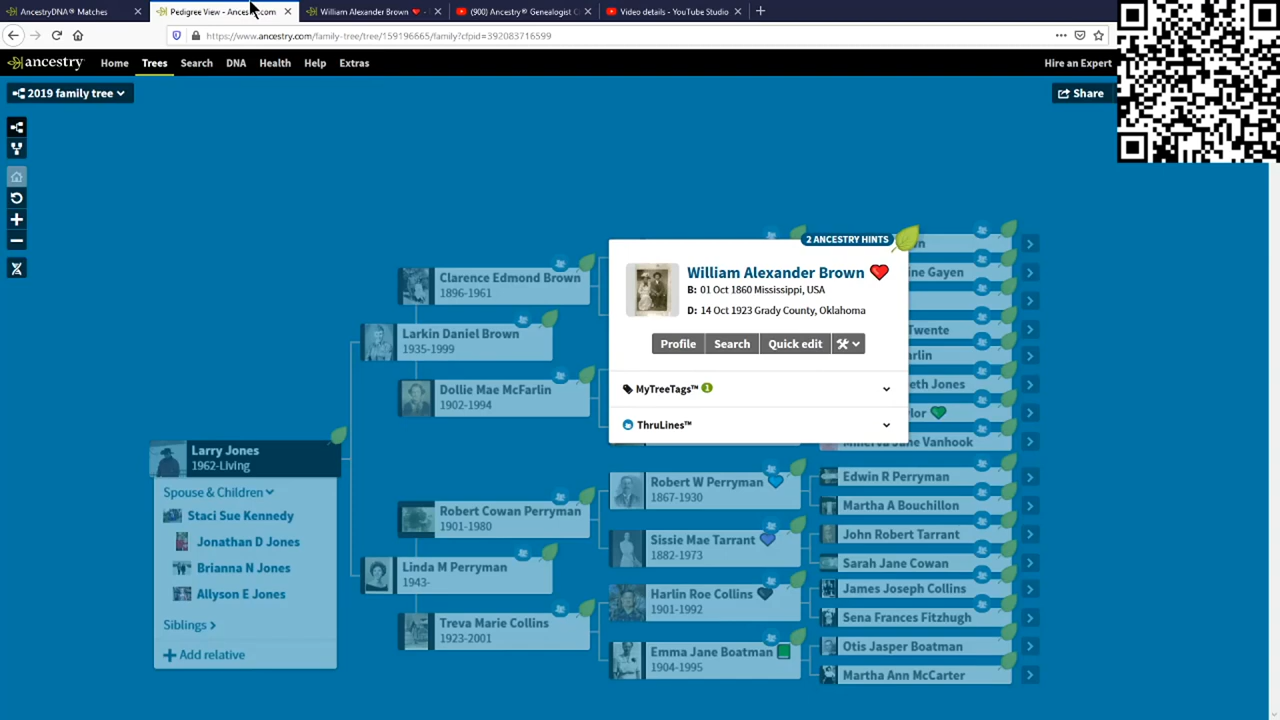 AncestryDNA® Matches
Pedigree View - Ancestry.com
William Alexander Brown
(900) Ancestry® Genealogist C
Video details - YouTube Studio
https://www.ancestry.com/family-tree/tree/159196665/family?cfpid=392083716599
ancestry
Home
Trees
Search
DNA
Health
Help
Extras
Hire an Expert
2019 family tree
Share
2 ANCESTRY HINTS
William Alexander Brown
B: 01 Oct 1860 Mississippi, USA
D: 14 Oct 1923 Grady County, Oklahoma
Profile
Search
Quick edit
MyTreeTags™ 1
ThruLines™
Clarence Edmond Brown
1896-1961
Larkin Daniel Brown
1935-1999
Dollie Mae McFarlin
1902-1994
Larry Jones
1962-Living
Spouse & Children
Staci Sue Kennedy
Jonathan D Jones
Brianna N Jones
Allyson E Jones
Siblings
Add relative
Robert Cowan Perryman
1901-1980
Linda M Perryman
1943-
Treva Marie Collins
1923-2001
Robert W Perryman
1867-1930
Sissie Mae Tarrant
1882-1973
Harlin Roe Collins
1901-1992
Emma Jane Boatman
1904-1995
Gayen
Twente
Jones
Minerva Jane Vanhook
Edwin R Perryman
Martha A Bouchillon
John Robert Tarrant
Sarah Jane Cowan
James Joseph Collins
Sena Frances Fitzhugh
Otis Jasper Boatman
Martha Ann McCarter